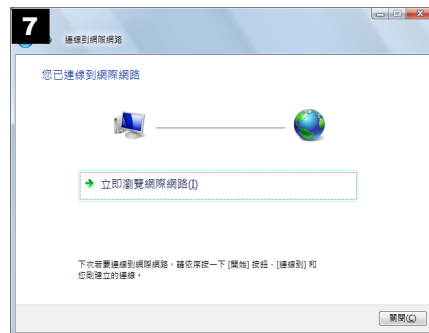 7
連線到網際網路
您已連線到網際網路
立即瀏覽網際網路(I)
下次若要連線到網際網路，請依序按一下 [開始] 按鈕、[連線到] 和
您剛建立的連線。
關閉(C)